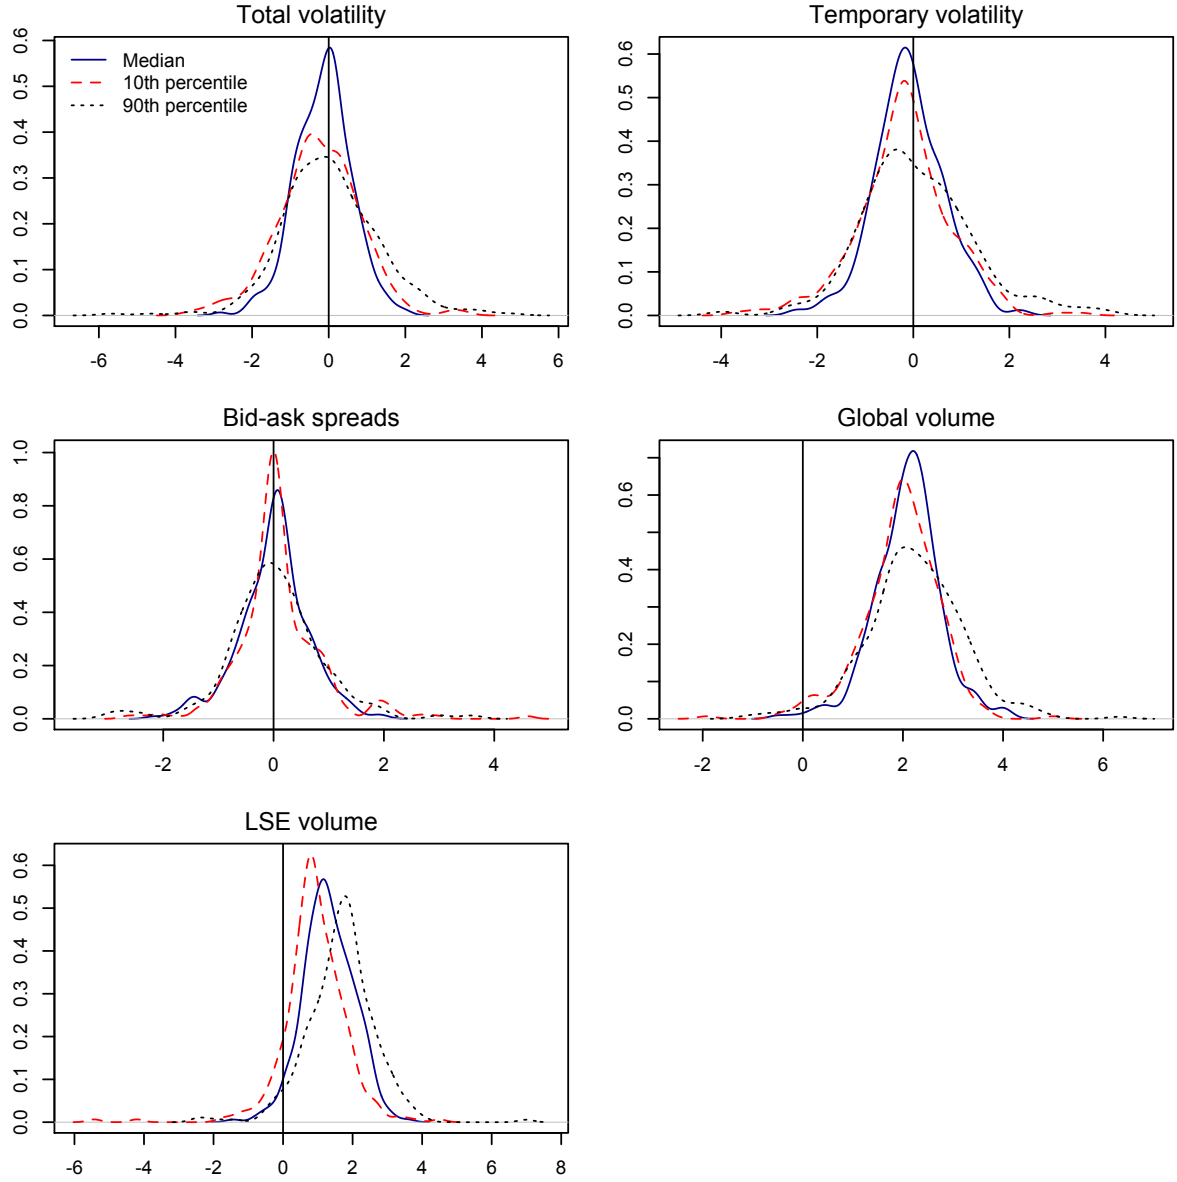 Total volatility
0.0 0.1 0.2 0.3 0.4 0.5 0.6
Median
10th percentile
90th percentile
-6 -4 -2 0 2 4 6
Temporary volatility
0.0 0.1 0.2 0.3 0.4 0.5 0.6
-4 -2 0 2 4
Bid-ask spreads
0.0 0.2 0.4 0.6 0.8 1.0
-2 0 2 4
Global volume
0.0 0.2 0.4 0.6
-2 0 2 4 6
LSE volume
0.0 0.1 0.2 0.3 0.4 0.5 0.6
-6 -4 -2 0 2 4 6 8